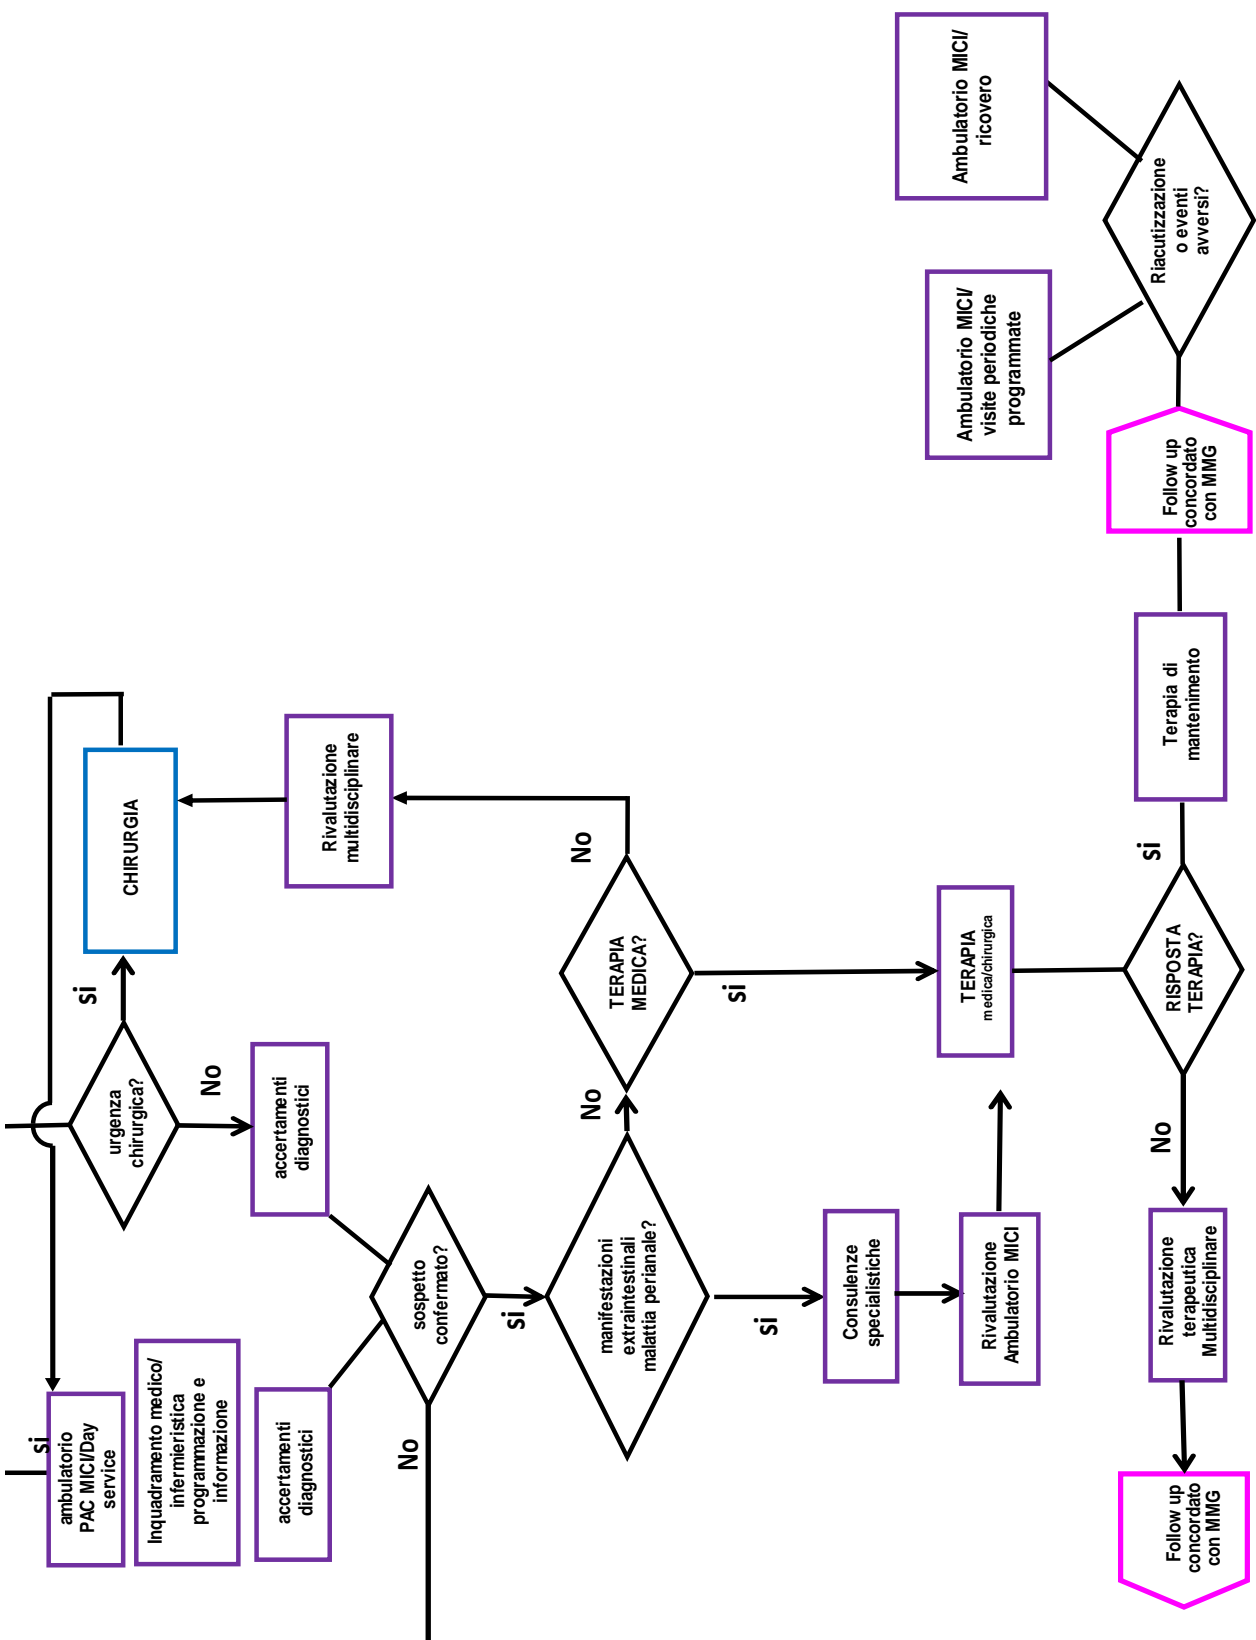 si
ambulatorio
PAC MICI/Day
service
si
urgenza
chirurgica?
CHIRURGIA
Inquadramento medico/
infermieristica
programmazione e
informazione
No
accertamenti
diagnostici
accertamenti
diagnostici
Rivalutazione
multidisciplinare
No
sospetto
confermato?
si
manifestazioni
extraintestinali
malattia perianale?
No
TERAPIA
MEDICA?
No
si
si
Consulenze
specialistiche
Rivalutazione
Ambulatorio MICI
TERAPIA
medica/chirurgica
Ambulatorio MICI/
visite periodiche
programmate
Ambulatorio MICI/
ricovero
Follow up
concordato
con MMG
Rivalutazione
terapeutica
Multidisciplinare
No
RISPOSTA
TERAPIA?
si
Terapia di
mantenimento
Follow up
concordato
con MMG
Riacutizzazione
o eventi
avversi?